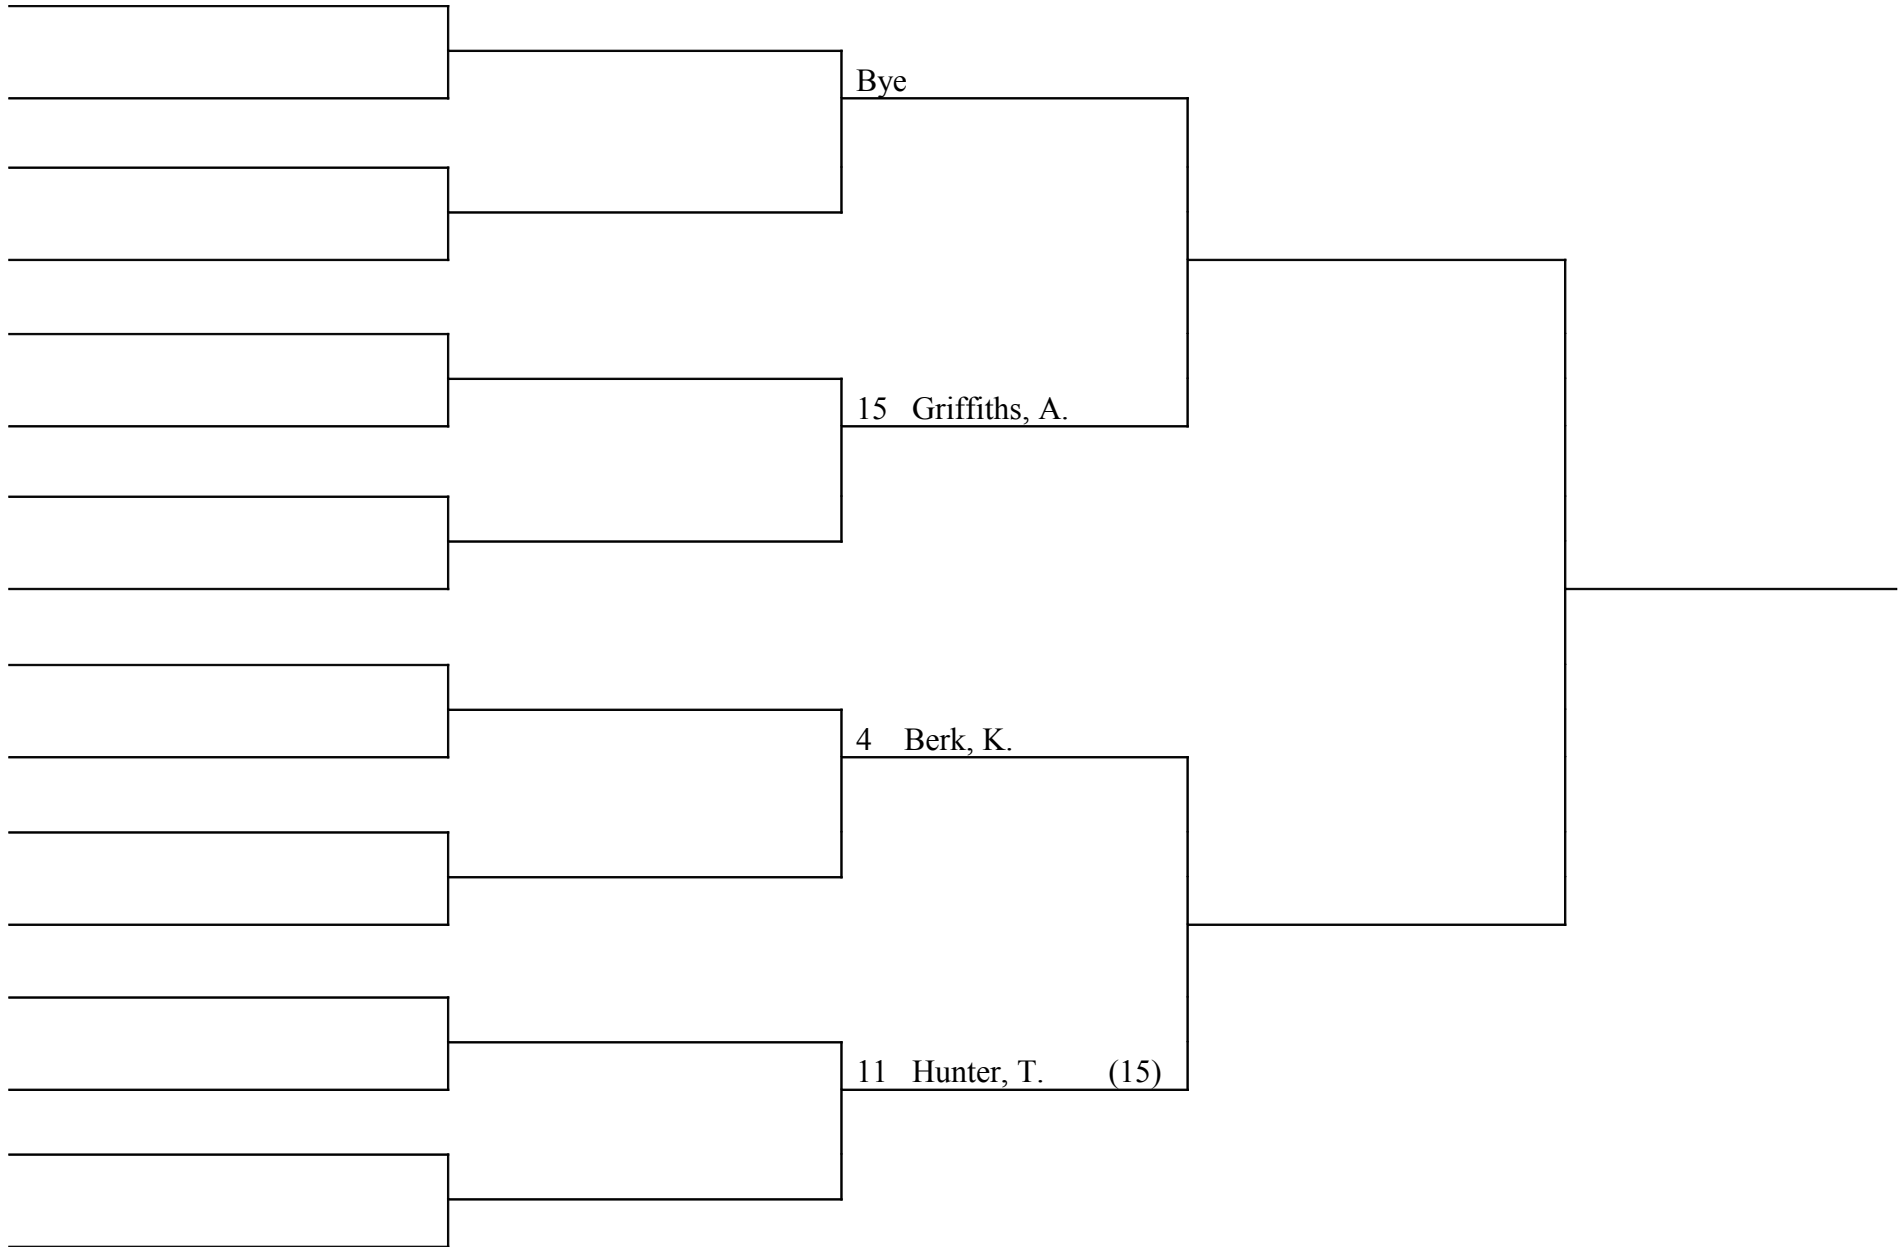 Bye
15 Griffiths, A.
4 Berk, K.
11 Hunter, T. (15)